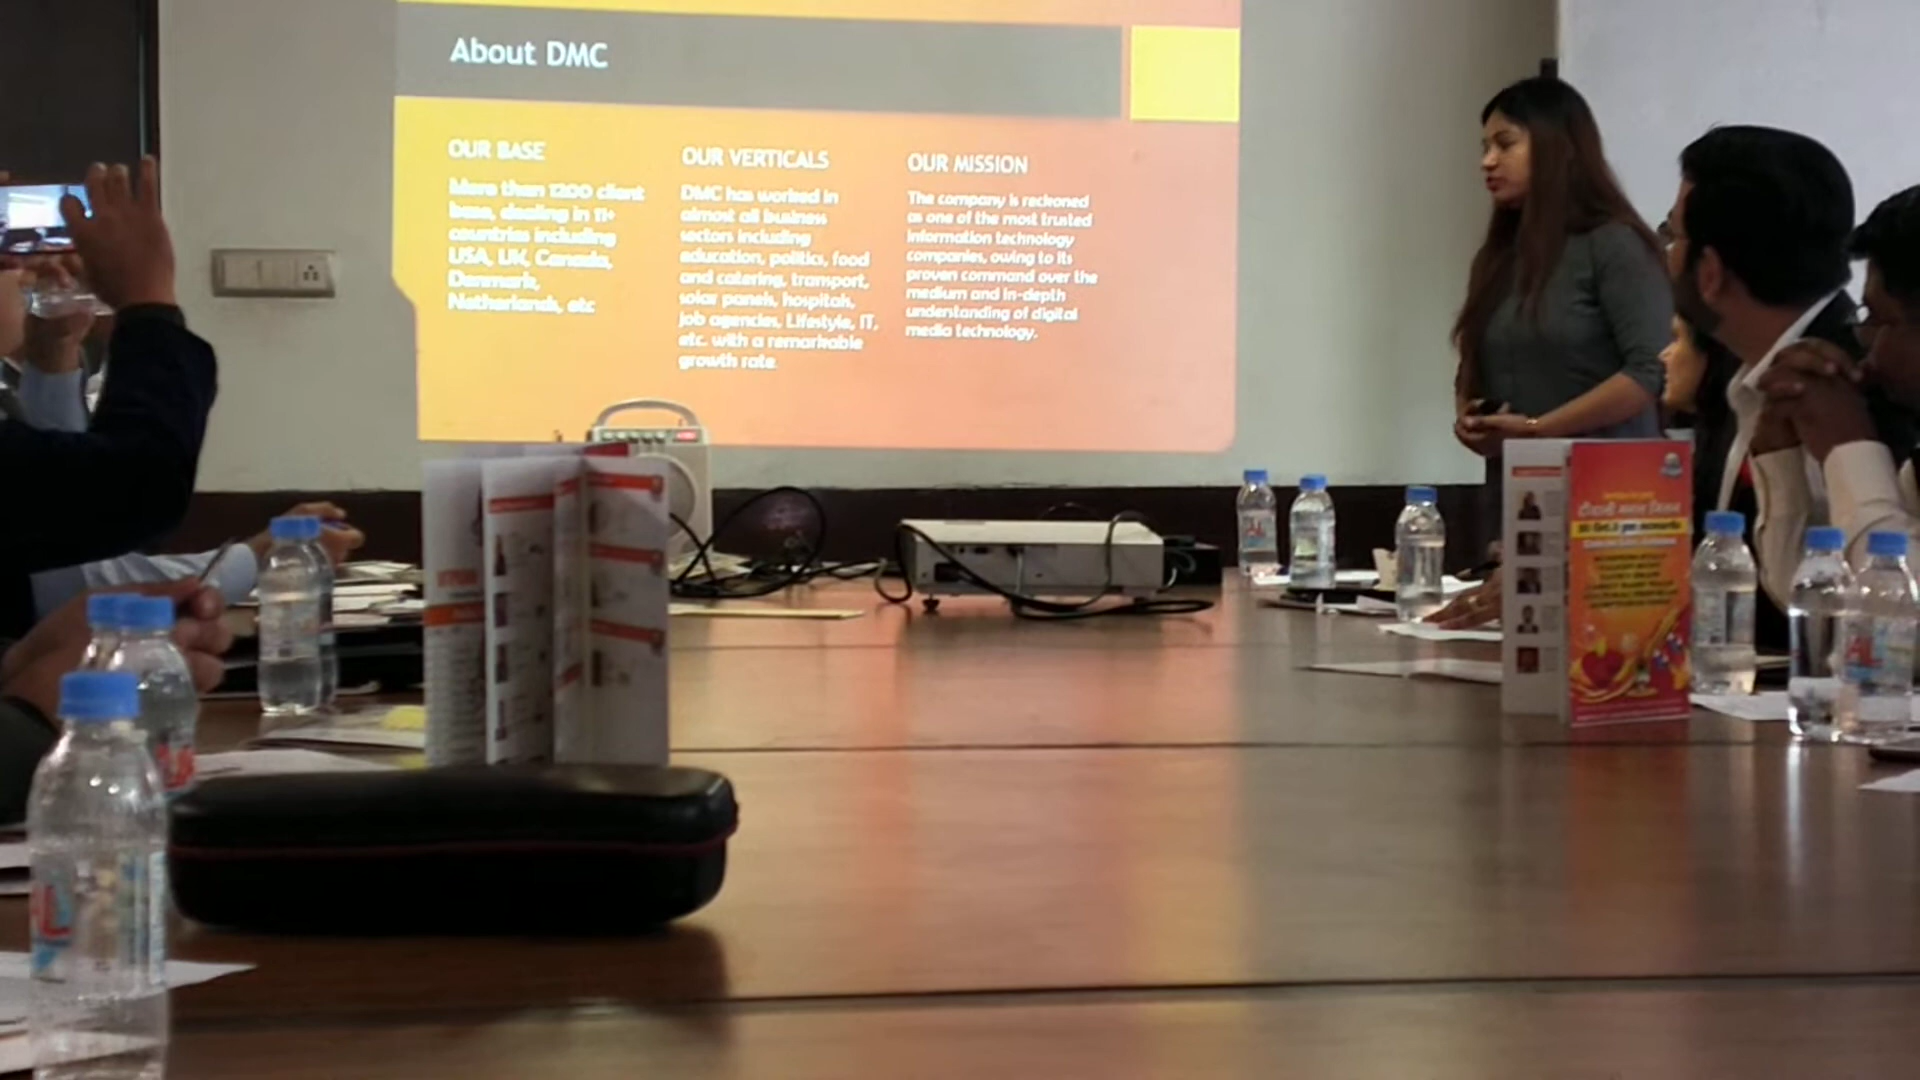 About DMC
OUR BASE
More than 1200 client
base, dealing in 11+
countries including
USA, UK, Canada,
Denmark,
Netherlands, etc
OUR VERTICALS
DMC has worked in
almost all business
sectors including
education, politics, food
and catering, transport,
solar panels, hospitals,
job agencies, Lifestyle, IT,
etc. with a remarkable
growth rate.
OUR MISSION
The company is reckoned
as one of the most trusted
information technology
companies, owing to its
proven command over the
medium and in-depth
understanding of digital
media technology.